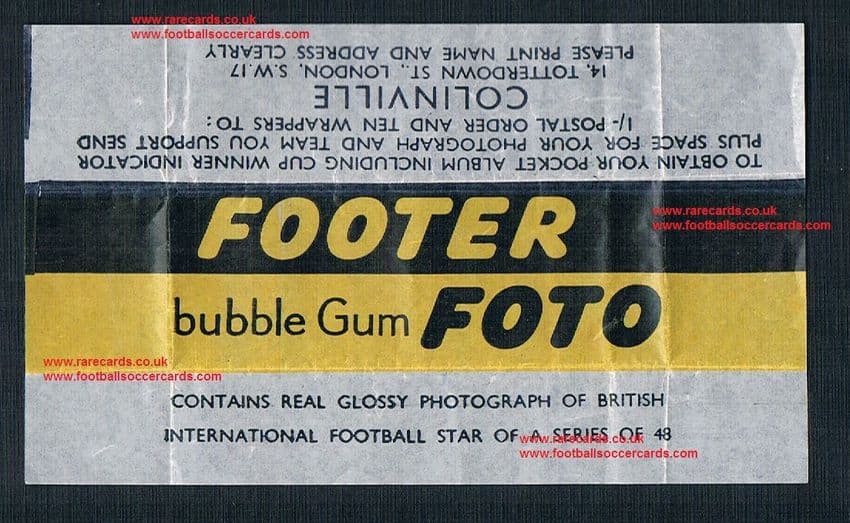 www.rarecards.co.uk
www.footballsoccercards.com
TO OBTAIN YOUR POCKET ALBUM INCLUDING CUP WINNER INDICATOR
PLUS SPACE FOR YOUR PHOTOGRAPH AND TEAM YOU SUPPORT SEND
1/- POSTAL ORDER AND TEN WRAPPERS TO:
COLINVILLE
14, TOTTERDOWN ST., LONDON, S.W.17
PLEASE PRINT NAME AND ADDRESS CLEARLY
FOOTER
www.rarecards.co.uk
www.footballsoccercards.com
bubble Gum FOTO
www.rarecards.co.uk
www.footballsoccercards.com
CONTAINS REAL GLOSSY PHOTOGRAPH OF BRITISH
INTERNATIONAL FOOTBALL STAR OF A SERIES OF 48
www.rarecards.co.uk
www.footballsoccercards.com